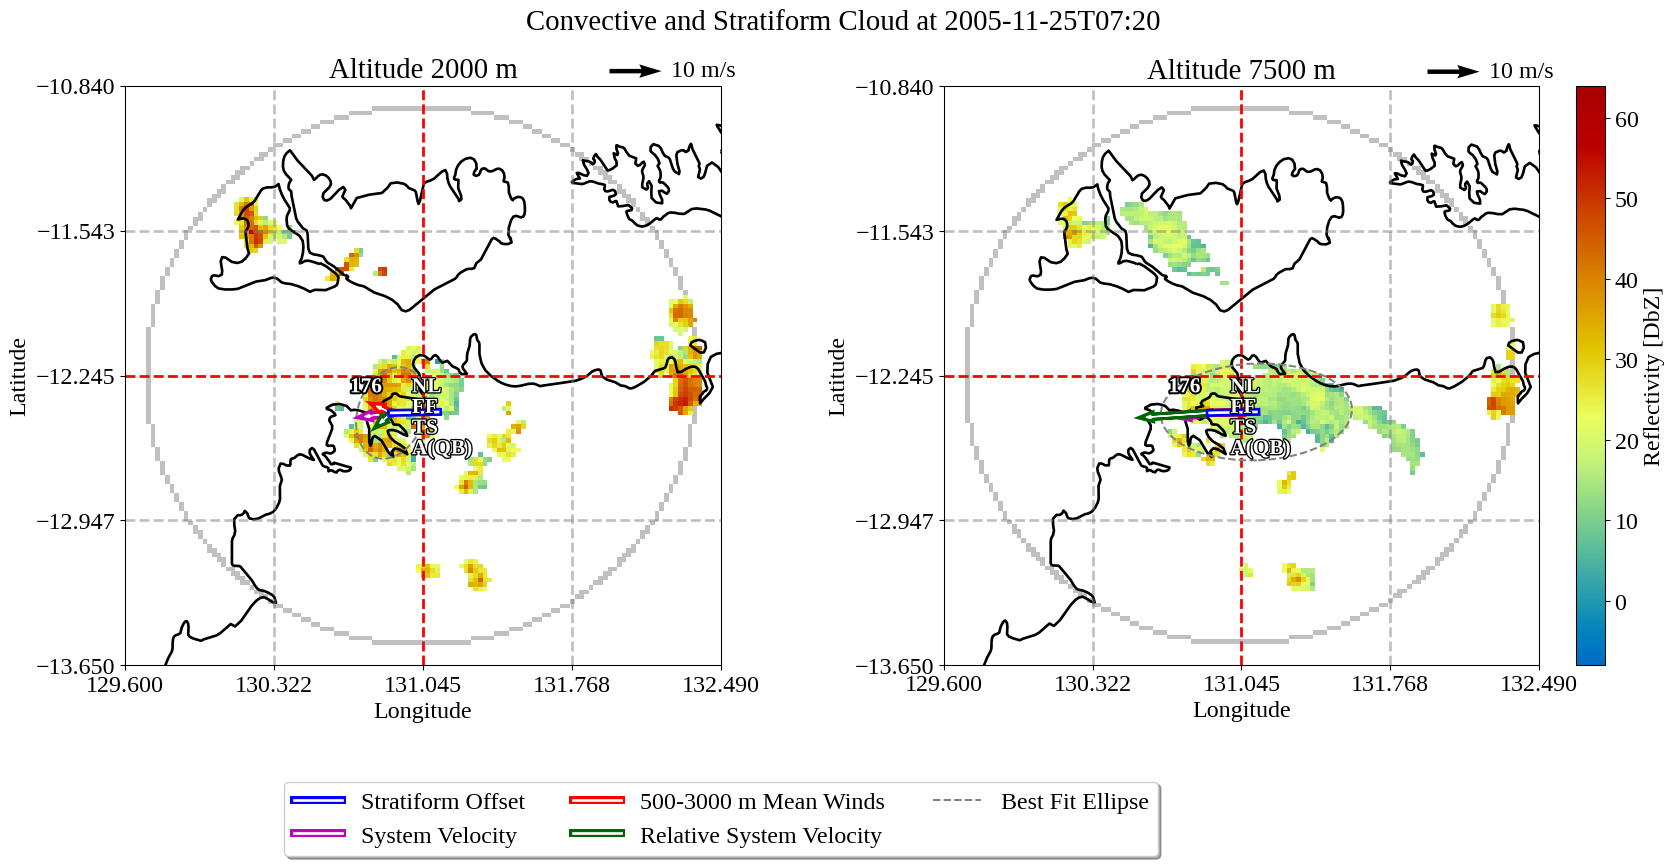 Convective and Stratiform Cloud at 2005-11-25T07:20
Altitude 2000 m
10 m/s
−10.840
−11.543
−12.245
−12.947
−13.650
129.600
130.322
131.045
131.768
132.490
Latitude
Longitude
176
NL
FF
TS
A(QB)
Altitude 7500 m
10 m/s
−10.840
−11.543
−12.245
−12.947
−13.650
129.600
130.322
131.045
131.768
132.490
Latitude
Longitude
176
NL
FF
TS
A(QB)
60
50
40
30
20
10
0
Reflectivity [DbZ]
Stratiform Offset
System Velocity
500-3000 m Mean Winds
Relative System Velocity
Best Fit Ellipse